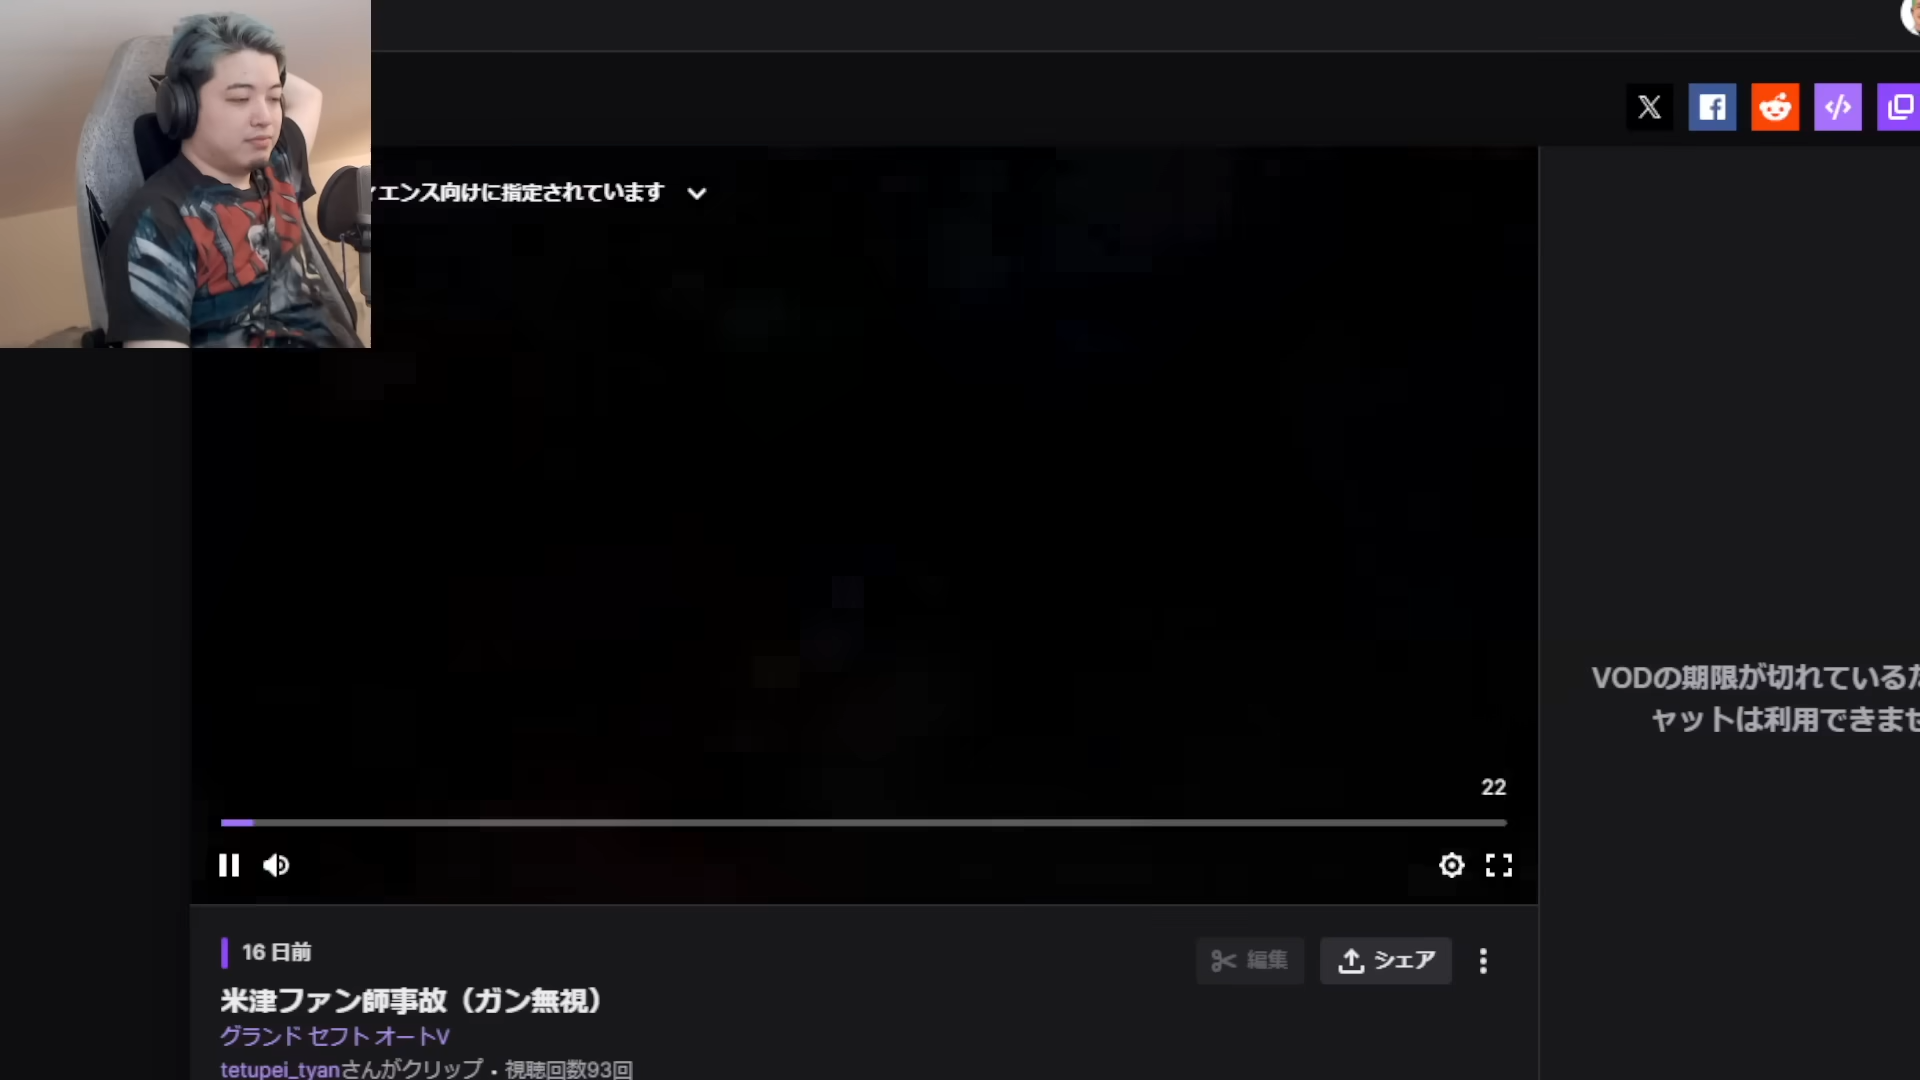 ィエンス向けに指定されています
VODの期限が切れているた
ャットは利用できませ
22
16 日前
編集
シェア
米津ファン師事故（ガン無視）
グランド セフト オートV
tetupei_tyanさんがクリップ・視聴回数93回